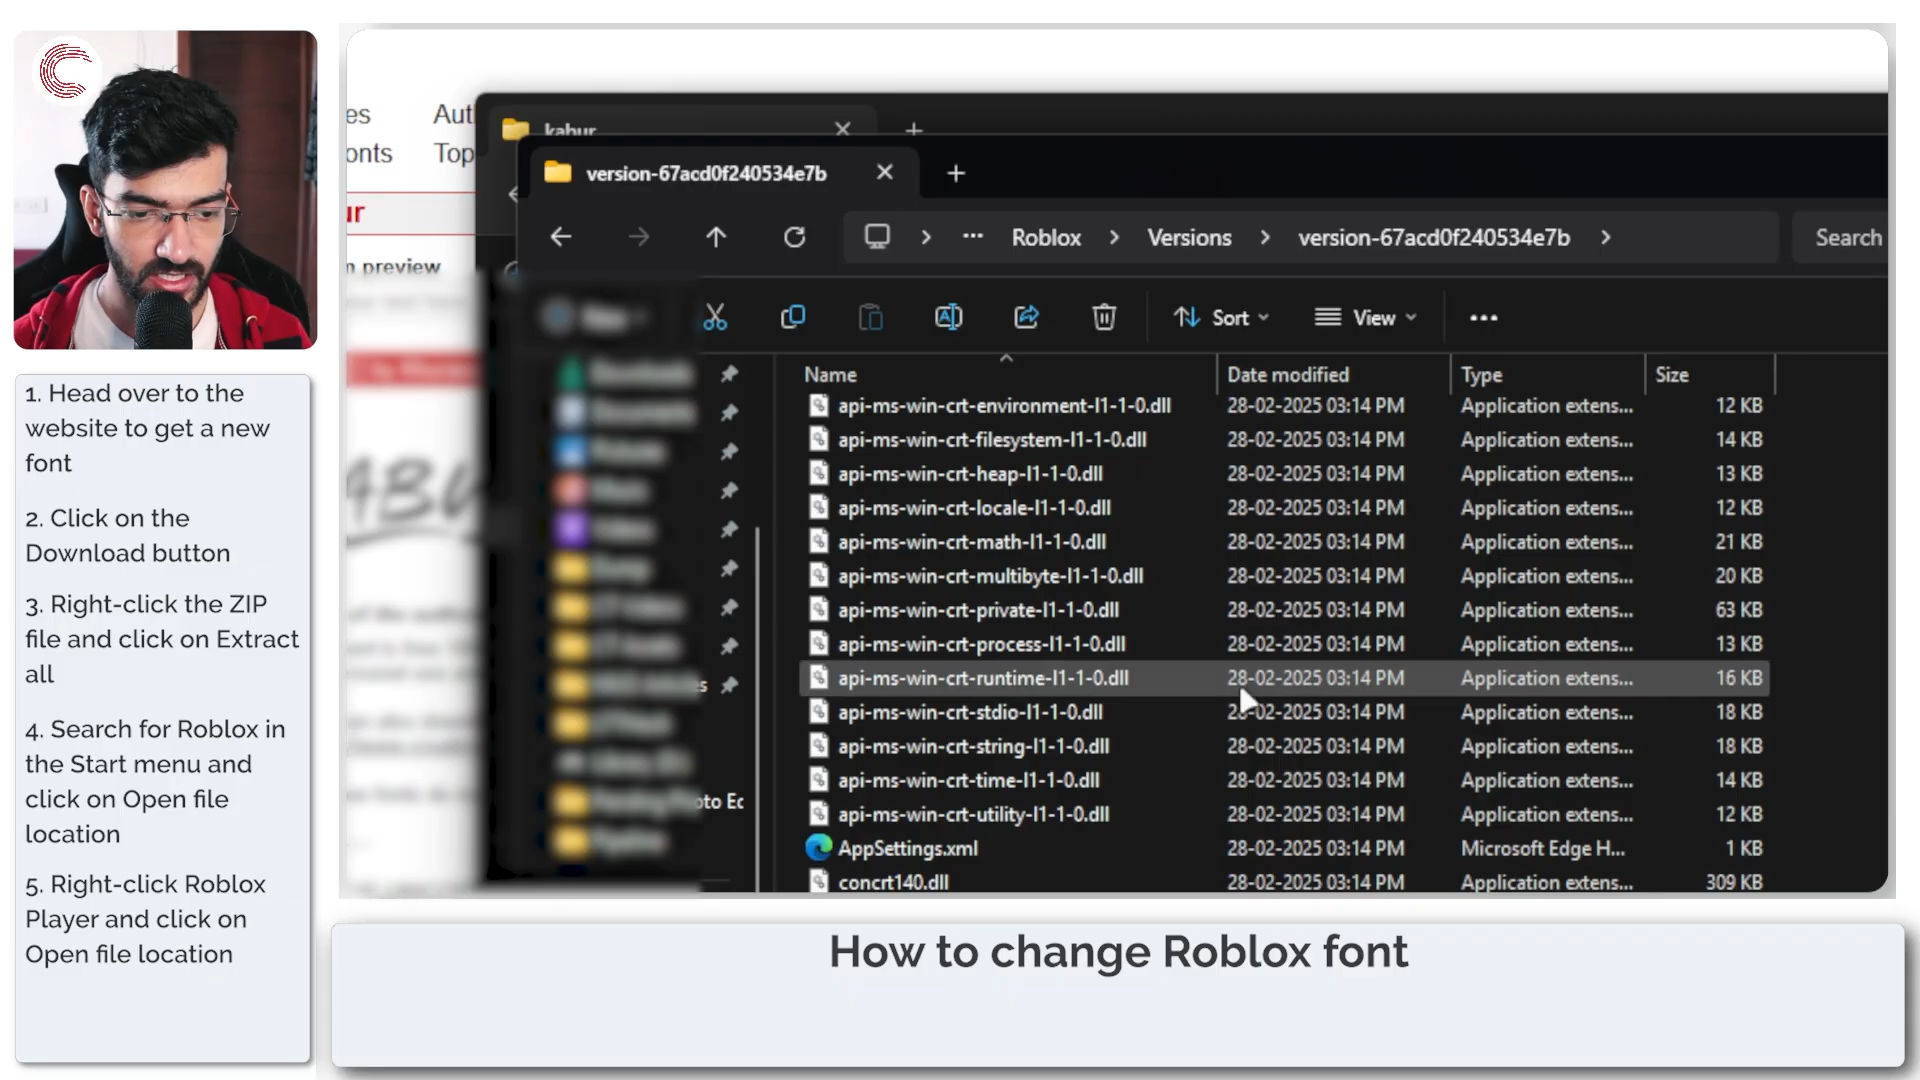 1. Head over to the
website to get a new
font
2. Click on the
Download button
3. Right-click the ZIP
file and click on Extract
all
4. Search for Roblox in
the Start menu and
click on Open file
location
5. Right-click Roblox
Player and click on
Open file location
es Aut
onts Top
ur
m preview
kabur
version-67acd0f240534e7b
Roblox > Versions > version-67acd0f240534e7b >
Search
Sort
View
Name Date modified Type Size
api-ms-win-crt-environment-l1-1-0.dll 28-02-2025 03:14 PM Application extens... 12 KB
api-ms-win-crt-filesystem-l1-1-0.dll 28-02-2025 03:14 PM Application extens... 14 KB
api-ms-win-crt-heap-l1-1-0.dll 28-02-2025 03:14 PM Application extens... 13 KB
api-ms-win-crt-locale-l1-1-0.dll 28-02-2025 03:14 PM Application extens... 12 KB
api-ms-win-crt-math-l1-1-0.dll 28-02-2025 03:14 PM Application extens... 21 KB
api-ms-win-crt-multibyte-l1-1-0.dll 28-02-2025 03:14 PM Application extens... 20 KB
api-ms-win-crt-private-l1-1-0.dll 28-02-2025 03:14 PM Application extens... 63 KB
api-ms-win-crt-process-l1-1-0.dll 28-02-2025 03:14 PM Application extens... 13 KB
api-ms-win-crt-runtime-l1-1-0.dll 28-02-2025 03:14 PM Application extens... 16 KB
api-ms-win-crt-stdio-l1-1-0.dll 28-02-2025 03:14 PM Application extens... 18 KB
api-ms-win-crt-string-l1-1-0.dll 28-02-2025 03:14 PM Application extens... 18 KB
api-ms-win-crt-time-l1-1-0.dll 28-02-2025 03:14 PM Application extens... 14 KB
api-ms-win-crt-utility-l1-1-0.dll 28-02-2025 03:14 PM Application extens... 12 KB
AppSettings.xml 28-02-2025 03:14 PM Microsoft Edge H... 1 KB
concrt140.dll 28-02-2025 03:14 PM Application extens... 309 KB
oto Ec
How to change Roblox font